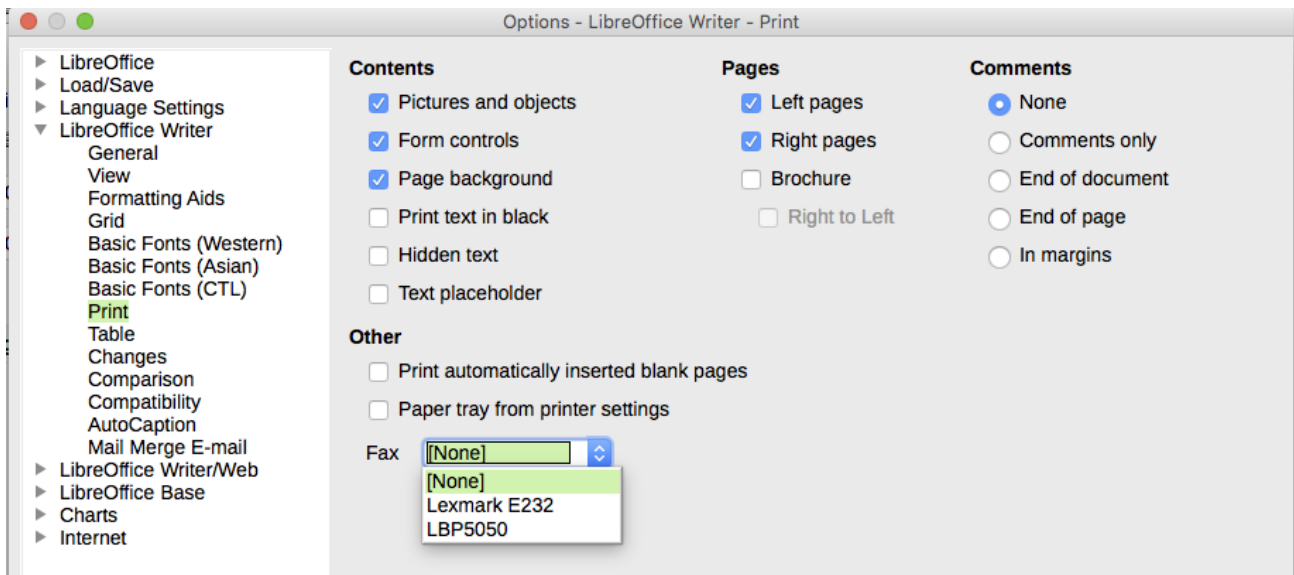 Options - LibreOffice Writer - Print
LibreOffice
Load/Save
Language Settings
LibreOffice Writer
General
View
Formatting Aids
Grid
Basic Fonts (Western)
Basic Fonts (Asian)
Basic Fonts (CTL)
Print
Table
Changes
Comparison
Compatibility
AutoCaption
Mail Merge E-mail
LibreOffice Writer/Web
LibreOffice Base
Charts
Internet
Contents
Pictures and objects
Form controls
Page background
Print text in black
Hidden text
Text placeholder
Pages
Left pages
Right pages
Brochure
Right to Left
Comments
None
Comments only
End of document
End of page
In margins
Other
Print automatically inserted blank pages
Paper tray from printer settings
Fax [None]
[None]
Lexmark E232
LBP5050